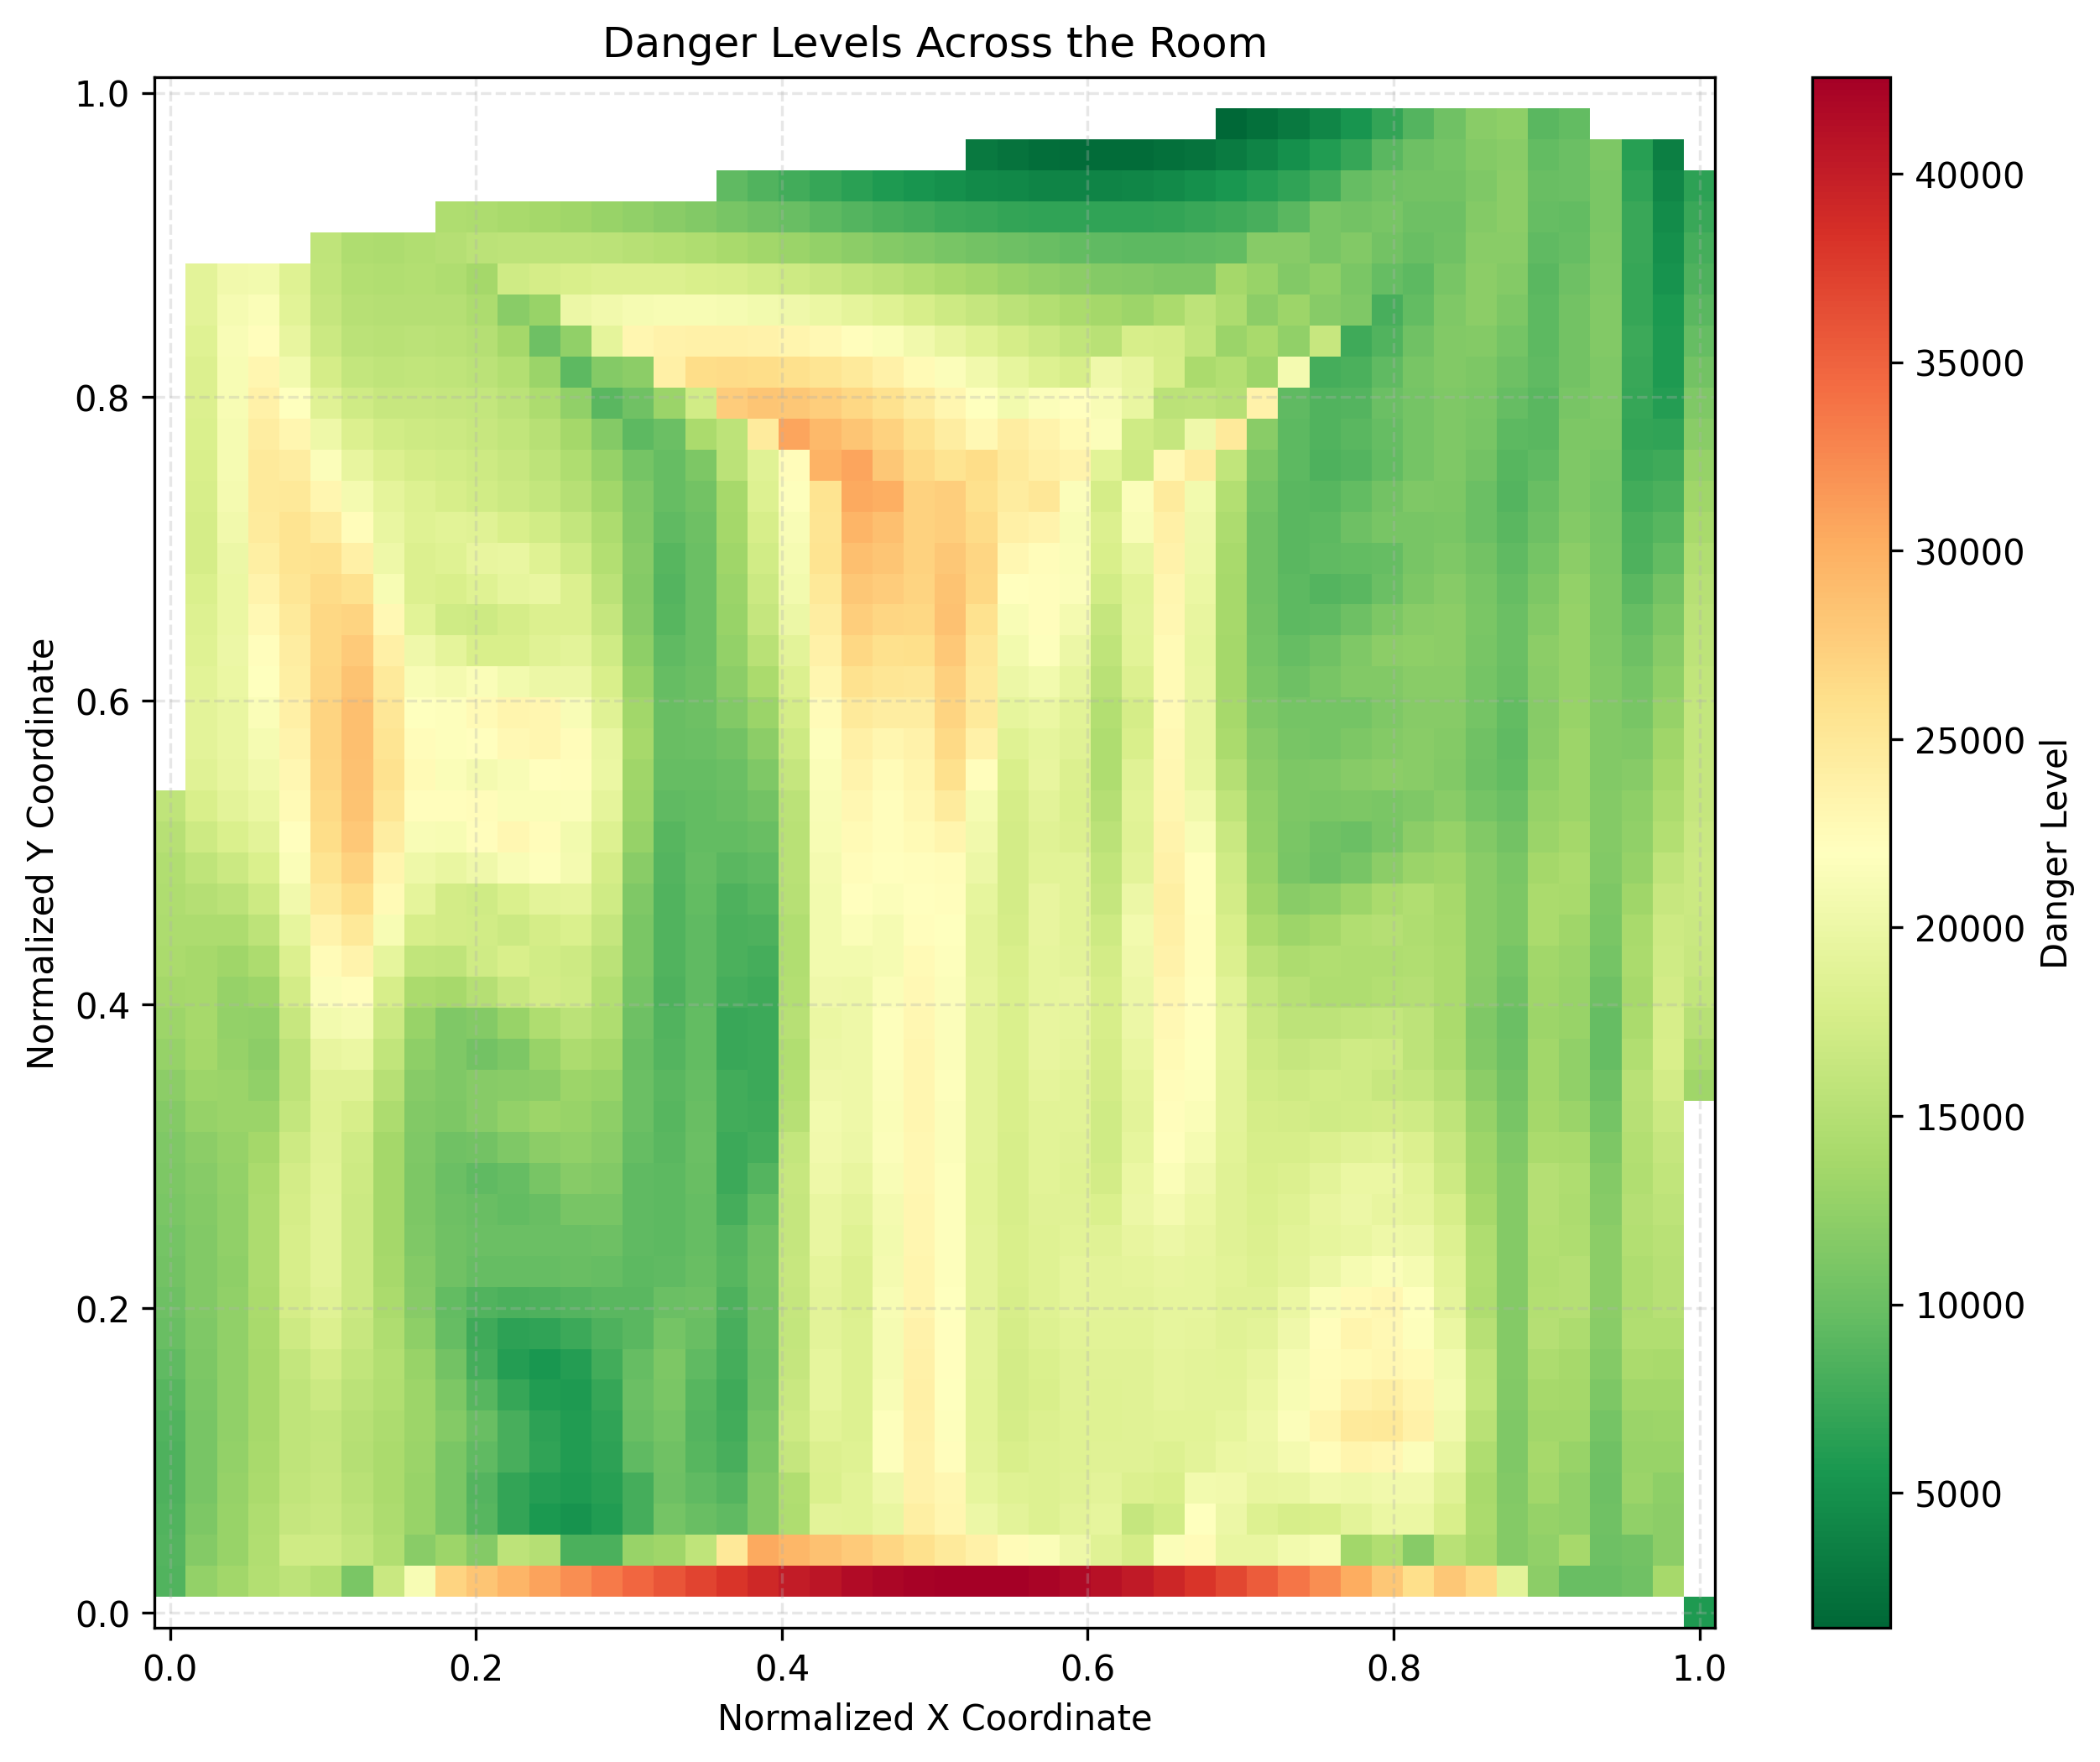 Danger Levels Across the Room
1.0
0.8
0.6
0.4
0.2
0.0
Normalized Y Coordinate
0.0 0.2 0.4 0.6 0.8 1.0
Normalized X Coordinate
40000
35000
30000
25000
20000
15000
10000
5000
Danger Level